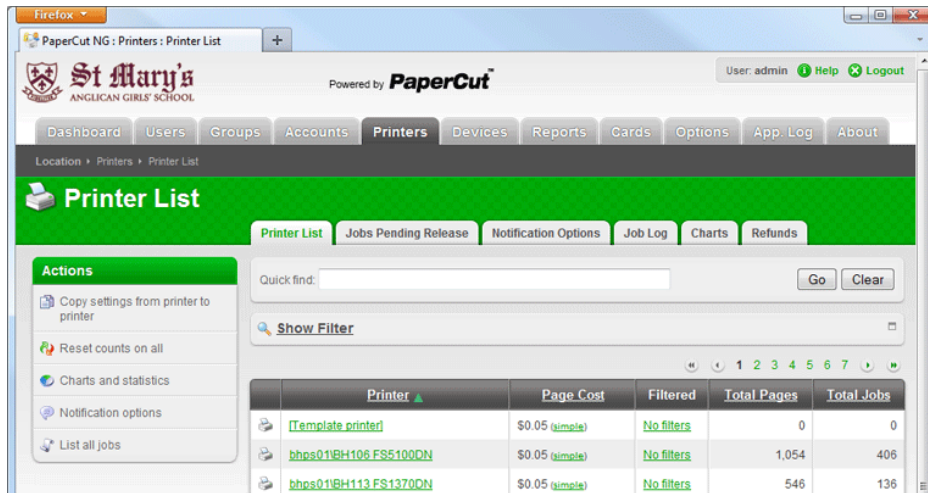 Firefox
PaperCut NG : Printers : Printer List
St Mary's
ANGLICAN GIRLS' SCHOOL
Powered by PaperCut™
User: admin Help Logout
Dashboard Users Groups Accounts Printers Devices Reports Cards Options App. Log About
Location Printers Printer List
Printer List
Printer List Jobs Pending Release Notification Options Job Log Charts Refunds
Actions
Copy settings from printer to
printer
Reset counts on all
Charts and statistics
Notification options
List all jobs
Quick find: Go Clear
Show Filter
1 2 3 4 5 6 7
Printer Page Cost Filtered Total Pages Total Jobs
[Template printer] $0.05 (simple) No filters 0 0
bhps01\BH106 FS5100DN $0.05 (simple) No filters 1,054 406
bhps01\BH113 FS1370DN $0.05 (simple) No filters 546 136